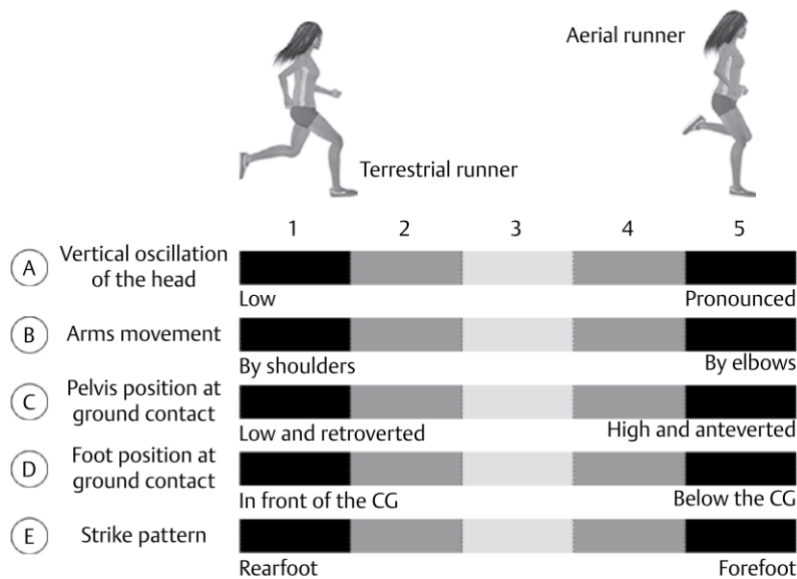 Aerial runner
Terrestrial runner
1 2 3 4 5
A Vertical oscillation
of the head
Low Pronounced
B Arms movement
By shoulders By elbows
C Pelvis position at
ground contact
Low and retroverted High and anteverted
D Foot position at
ground contact
In front of the CG Below the CG
E Strike pattern
Rearfoot Forefoot